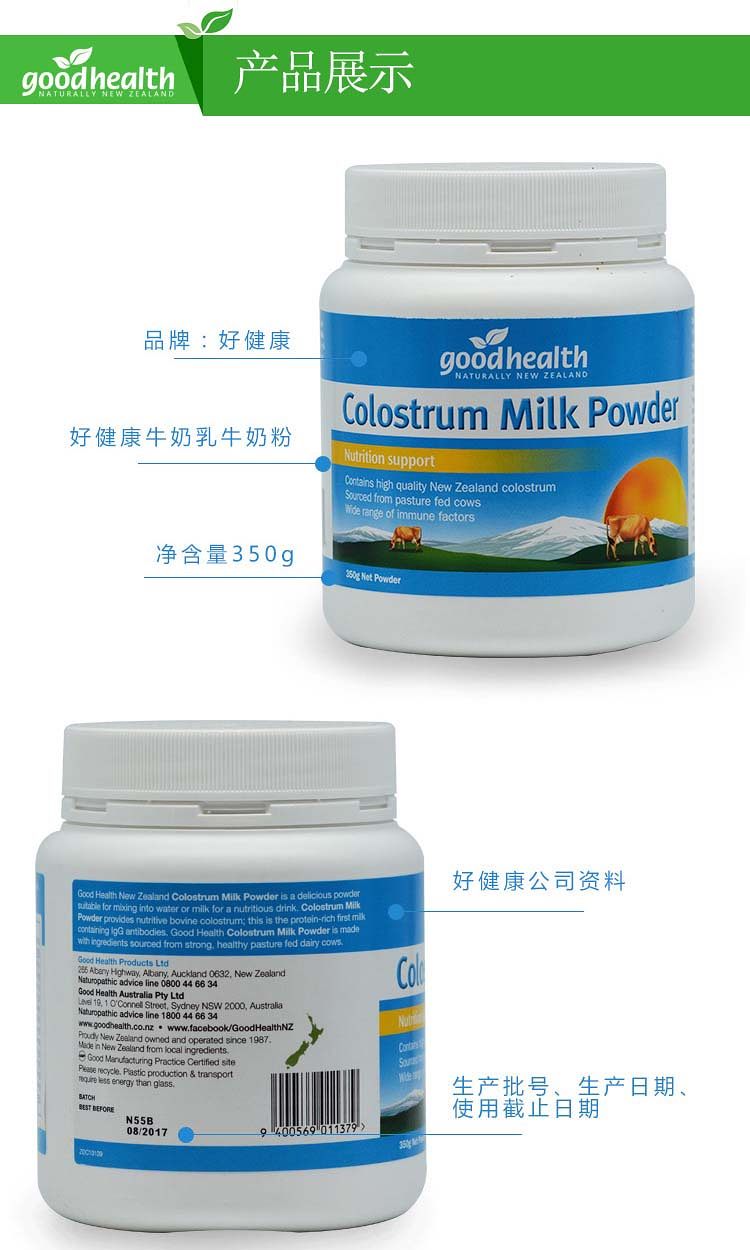 goodhealth
NATURALLY NEW ZEALAND
产品展示
品牌：好健康
好健康牛奶乳牛奶粉
净含量350g
goodhealth
NATURALLY NEW ZEALAND
Colostrum Milk Powder
Nutrition support
Contains high quality New Zealand colostrum
Sourced from pasture fed cows
Wide range of immune factors
350g Net Powder
Good Health New Zealand Colostrum Milk Powder is a delicious powder
suitable for mixing into water or milk for a nutritious drink. Colostrum Milk
Powder provides nutritive bovine colostrum; this is the protein-rich first milk
containing IgG antibodies. Good Health Colostrum Milk Powder is made
with ingredients sourced from strong, healthy pasture fed dairy cows.
Good Health Products Ltd
265 Albany Highway, Albany, Auckland 0632, New Zealand
Naturopathic advice line 0800 44 66 34
Good Health Australia Pty Ltd
Level 19, 1 O'Connell Street, Sydney NSW 2000, Australia
Naturopathic advice line 1800 44 66 34
www.goodhealth.co.nz • www.facebook/GoodHealthNZ
Proudly New Zealand owned and operated since 1987.
Made in New Zealand from local ingredients.
Good Manufacturing Practice Certified site
Please recycle. Plastic production & transport
require less energy than glass.
BATCH
BEST BEFORE
N55B
08/2017
9 400569 011379 >
Colo
Nutrition
Contains
Sourced
Wide
350g Net
好健康公司资料
生产批号、生产日期、
使用截止日期